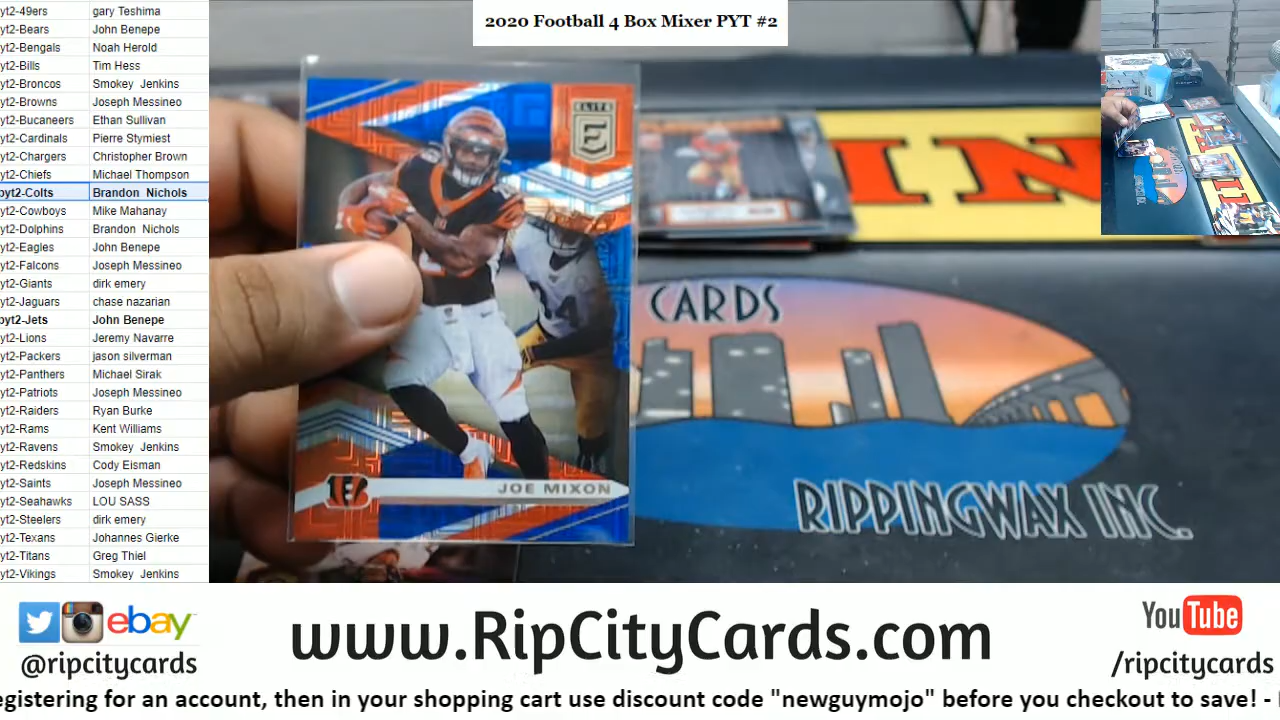 2020 Football 4 Box Mixer PYT #2
yt2-49ers gary Teshima
yt2-Bears John Benepe
yt2-Bengals Noah Herold
yt2-Bills Tim Hess
yt2-Broncos Smokey Jenkins
yt2-Browns Joseph Messineo
yt2-Bucaneers Ethan Sullivan
yt2-Cardinals Pierre Stymiest
yt2-Chargers Christopher Brown
yt2-Chiefs Michael Thompson
pyt2-Colts Brandon Nichols
yt2-Cowboys Mike Mahanay
yt2-Dolphins Brandon Nichols
yt2-Eagles John Benepe
yt2-Falcons Joseph Messineo
yt2-Giants dirk emery
yt2-Jaguars chase nazarian
pyt2-Jets John Benepe
yt2-Lions Jeremy Navarre
yt2-Packers jason silverman
yt2-Panthers Michael Sirak
yt2-Patriots Joseph Messineo
yt2-Raiders Ryan Burke
yt2-Rams Kent Williams
yt2-Ravens Smokey Jenkins
yt2-Redskins Cody Eisman
yt2-Saints Joseph Messineo
yt2-Seahawks LOU SASS
yt2-Steelers dirk emery
yt2-Texans Johannes Gierke
yt2-Titans Greg Thiel
yt2-Vikings Smokey Jenkins
ELITE
E
JOE MIXON
IN
CARDS
RIPPINGWAX INC.
ebay
@ripcitycards
www.RipCityCards.com
YouTube
/ripcitycards
egistering for an account, then in your shopping cart use discount code "newguymojo" before you checkout to save! -